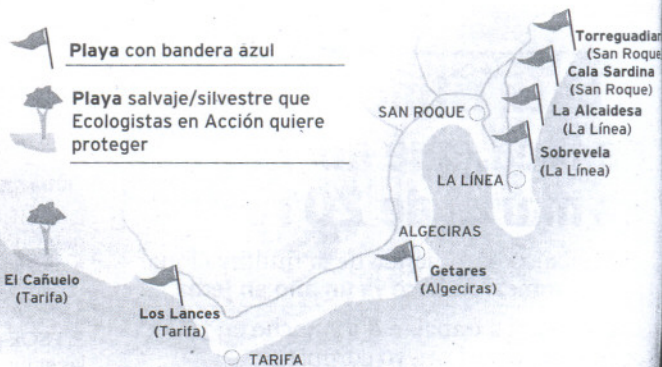 Playa con bandera azul
Playa salvaje/silvestre que
Ecologistas en Acción quiere
proteger
Torreguadiar
(San Roque
Cala Sardina
(San Roque)
La Alcaidesa
(La Línea)
Sobrevela
(La Línea)
SAN ROQUE
LA LÍNEA
ALGECIRAS
Getares
(Algeciras)
El Cañuelo
(Tarifa)
Los Lances
(Tarifa)
TARIFA